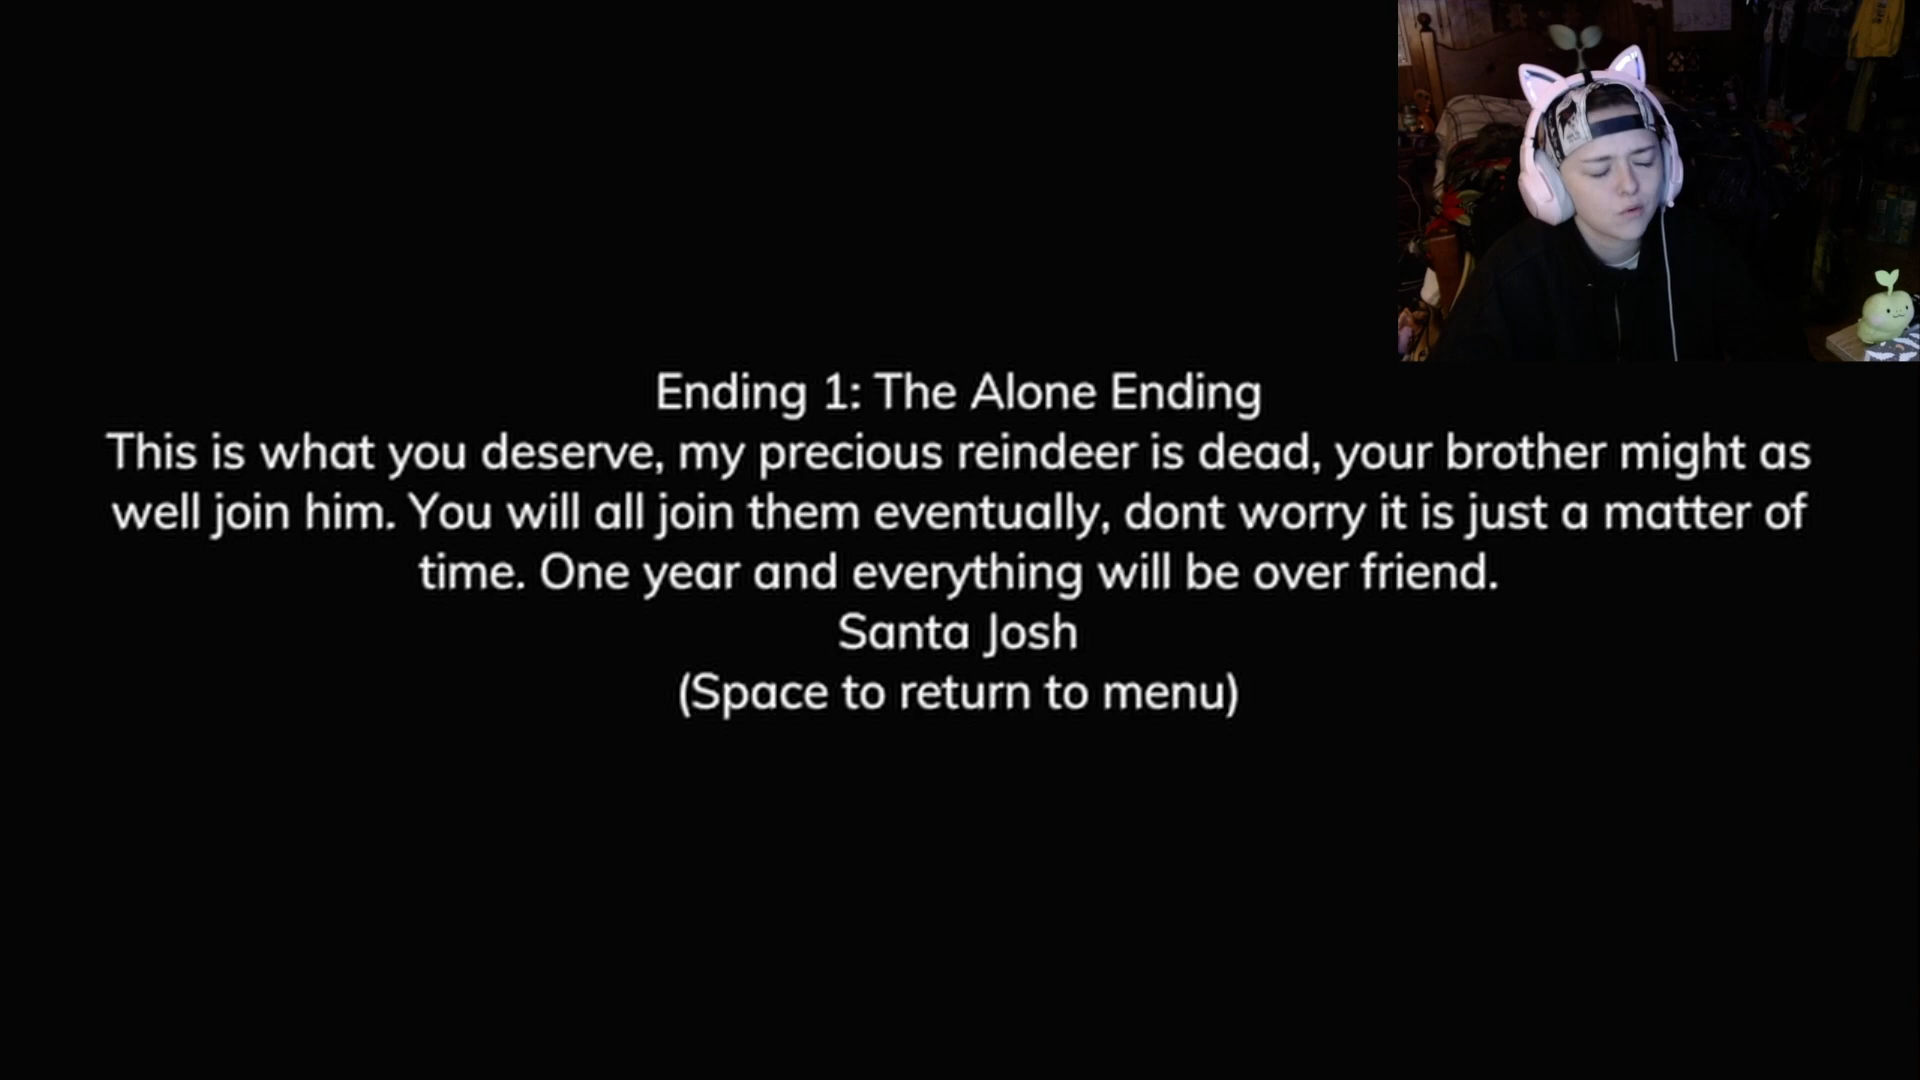 Ending 1: The Alone Ending
This is what you deserve, my precious reindeer is dead, your brother might as
well join him. You will all join them eventually, dont worry it is just a matter of
time. One year and everything will be over friend.
Santa Josh
(Space to return to menu)